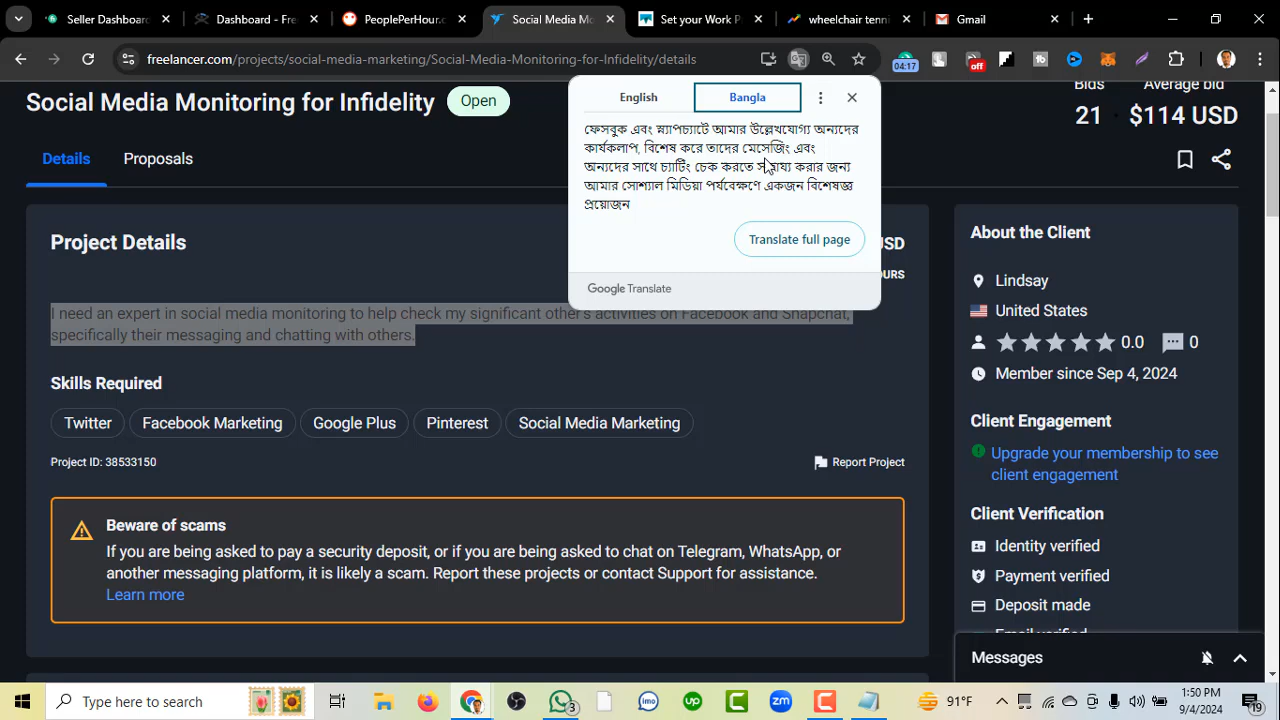 Seller Dashboard
Dashboard - Fre
PeoplePerHour.c
Social Media Mo
Set your Work P
wheelchair tenni
Gmail
freelancer.com/projects/social-media-marketing/Social-Media-Monitoring-for-Infidelity/details
04:17
off
Social Media Monitoring for Infidelity
Open
Bids
Average bid
21
$114 USD
English
Bangla
ফেসবুক এবং স্ন্যাপচ্যাটে আমার উল্লেখযোগ্য অন্যদের
কার্যকলাপ, বিশেষ করে তাদের মেসেজিং এবং
অন্যদের সাথে চ্যাটিং চেক করতে সাহায্য করার জন্য
আমার সোশ্যাল মিডিয়া পর্যবেক্ষণে একজন বিশেষজ্ঞ
প্রয়োজন
Translate full page
Google Translate
Details
Proposals
Project Details
USD
OURS
I need an expert in social media monitoring to help check my significant other's activities on Facebook and Snapchat,
specifically their messaging and chatting with others.
Skills Required
Twitter
Facebook Marketing
Google Plus
Pinterest
Social Media Marketing
Project ID: 38533150
Report Project
Beware of scams
If you are being asked to pay a security deposit, or if you are being asked to chat on Telegram, WhatsApp, or
another messaging platform, it is likely a scam. Report these projects or contact Support for assistance.
Learn more
About the Client
Lindsay
United States
0.0
0
Member since Sep 4, 2024
Client Engagement
Upgrade your membership to see
client engagement
Client Verification
Identity verified
Payment verified
Deposit made
Email verified
Messages
Type here to search
3
imo
up
zm
91°F
1:50 PM
9/4/2024
19